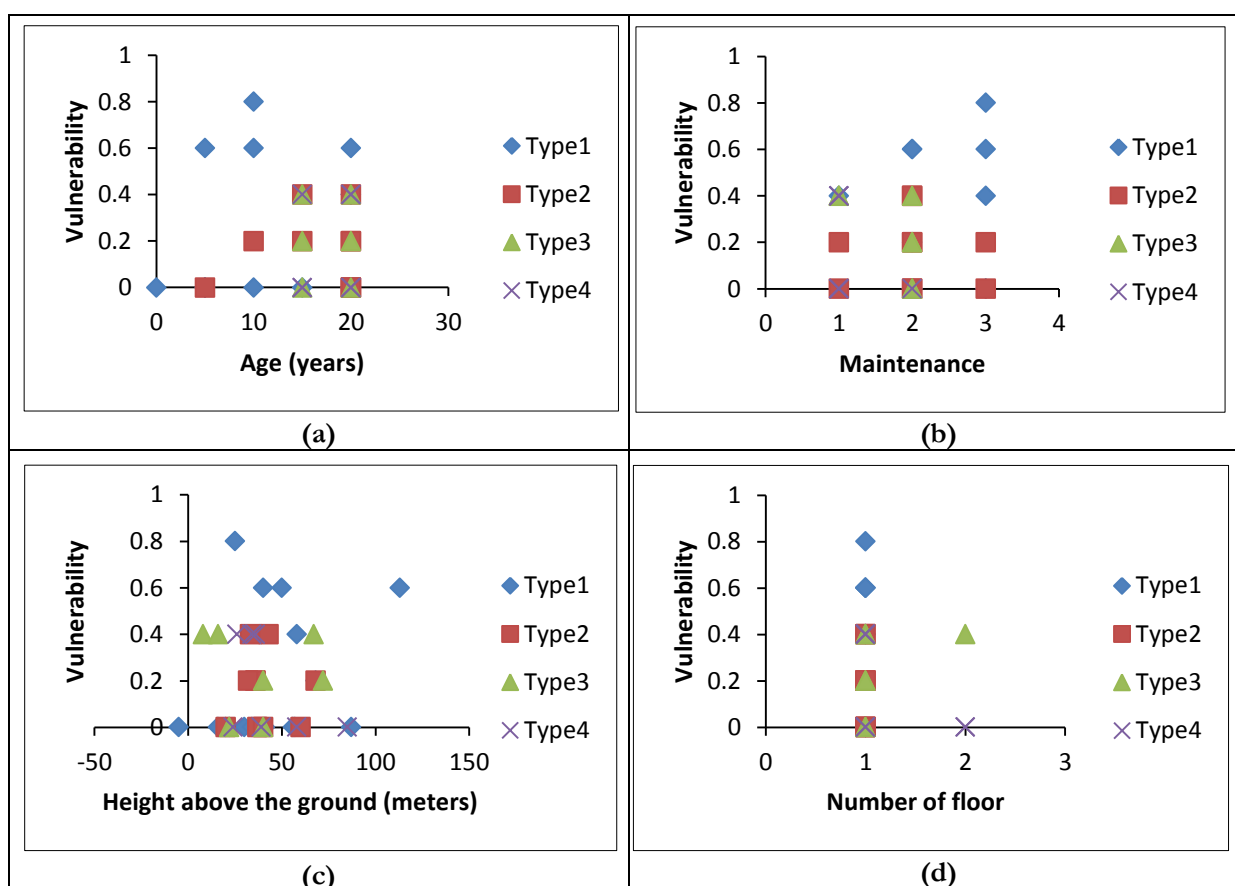 1
0.8
0.6
0.4
0.2
0
Vulnerability
0 10 20 30
Age (years)
Type1
Type2
Type3
Type4
(a)
1
0.8
0.6
0.4
0.2
0
Vulnerability
0 1 2 3 4
Maintenance
Type1
Type2
Type3
Type4
(b)
1
0.8
0.6
0.4
0.2
0
Vulnerability
-50 0 50 100 150
Height above the ground (meters)
Type1
Type2
Type3
Type4
(c)
1
0.8
0.6
0.4
0.2
0
Vulnerability
0 1 2 3
Number of floor
Type1
Type2
Type3
Type4
(d)